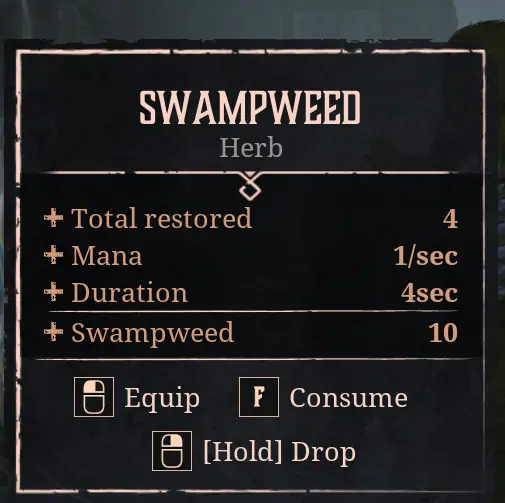 SWAMPWEED
Herb
Total restored 4
Mana 1/sec
Duration 4sec
Swampweed 10
Equip F Consume
[Hold] Drop